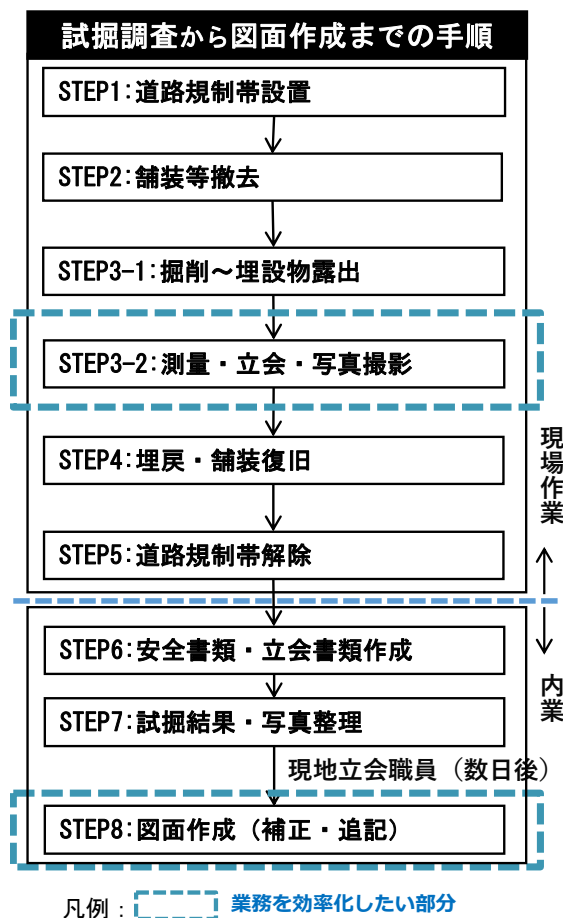 試掘調査から図面作成までの手順
STEP1:道路規制帯設置
STEP2:舗装等撤去
STEP3-1:掘削～埋設物露出
STEP3-2:測量・立会・写真撮影
STEP4:埋戻・舗装復旧
STEP5:道路規制帯解除
現場作業
STEP6:安全書類・立会書類作成
内業
STEP7:試掘結果・写真整理
現地立会職員（数日後）
STEP8:図面作成（補正・追記）
凡例： 業務を効率化したい部分